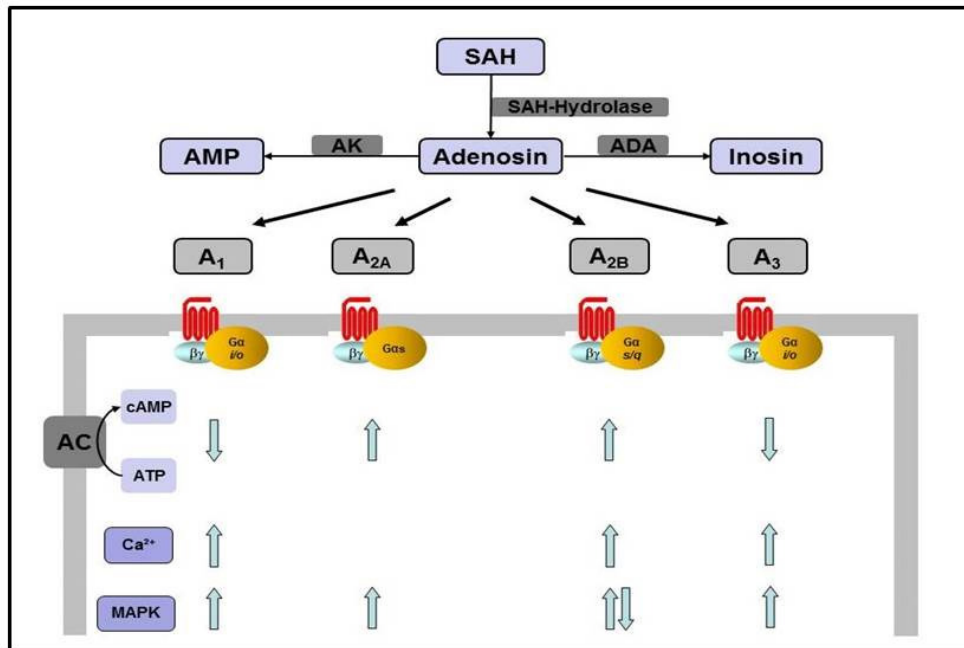 SAH
SAH-Hydrolase
AMP
AK
Adenosin
ADA
Inosin
A₁
A₂A
A₂B
A₃
βγ
Gα
i/o
βγ
Gαs
βγ
Gα
s/q
βγ
Gα
i/o
cAMP
AC
ATP
Ca²⁺
MAPK